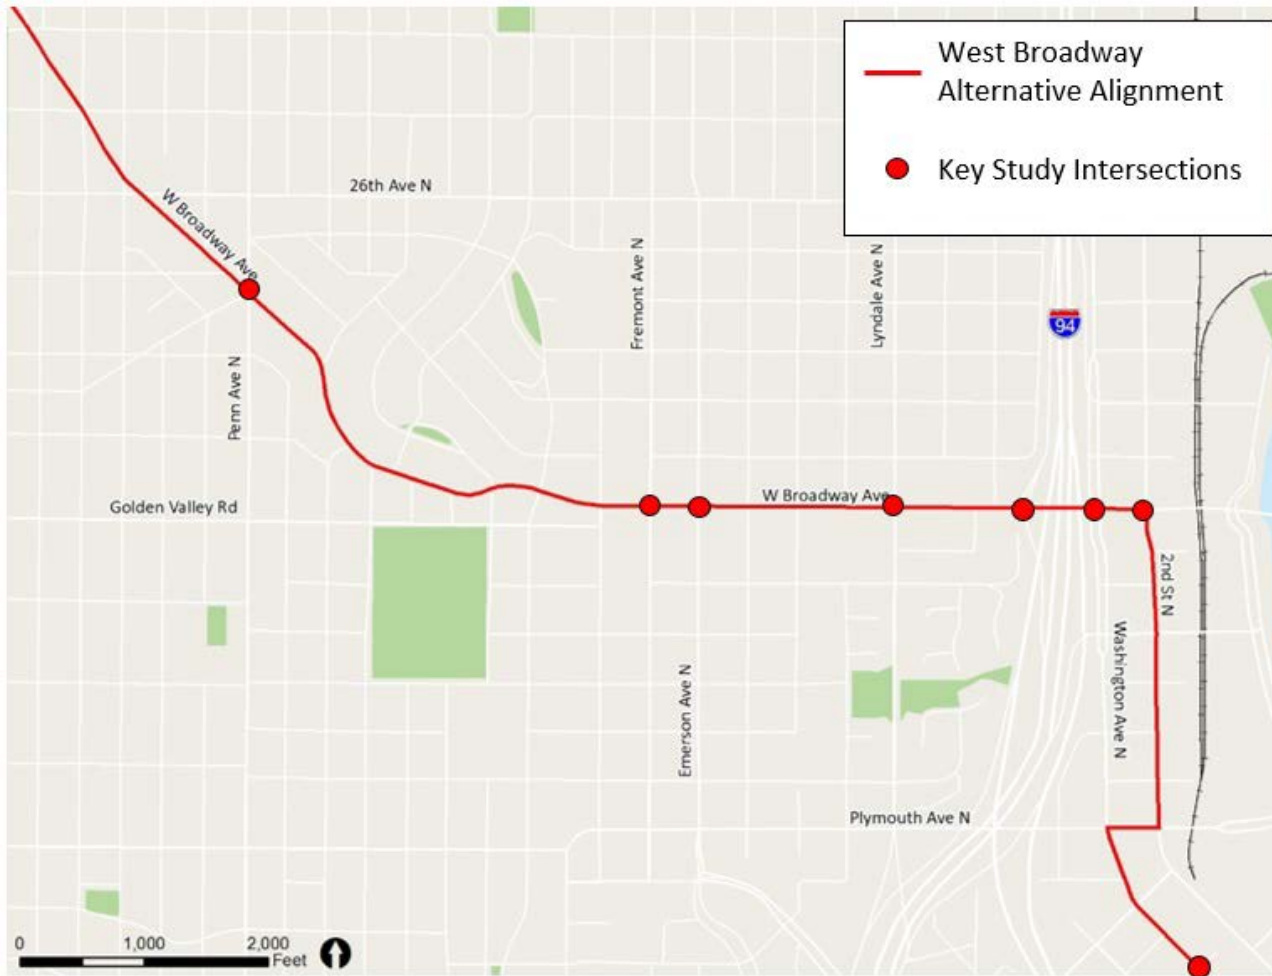 West Broadway
Alternative Alignment
Key Study Intersections
26th Ave N
W Broadway Ave
Fremont Ave N
Lyndale Ave N
94
Penn Ave N
W Broadway Ave
Golden Valley Rd
2nd St N
Washington Ave N
Emerson Ave N
Plymouth Ave N
0 1,000 2,000
Feet